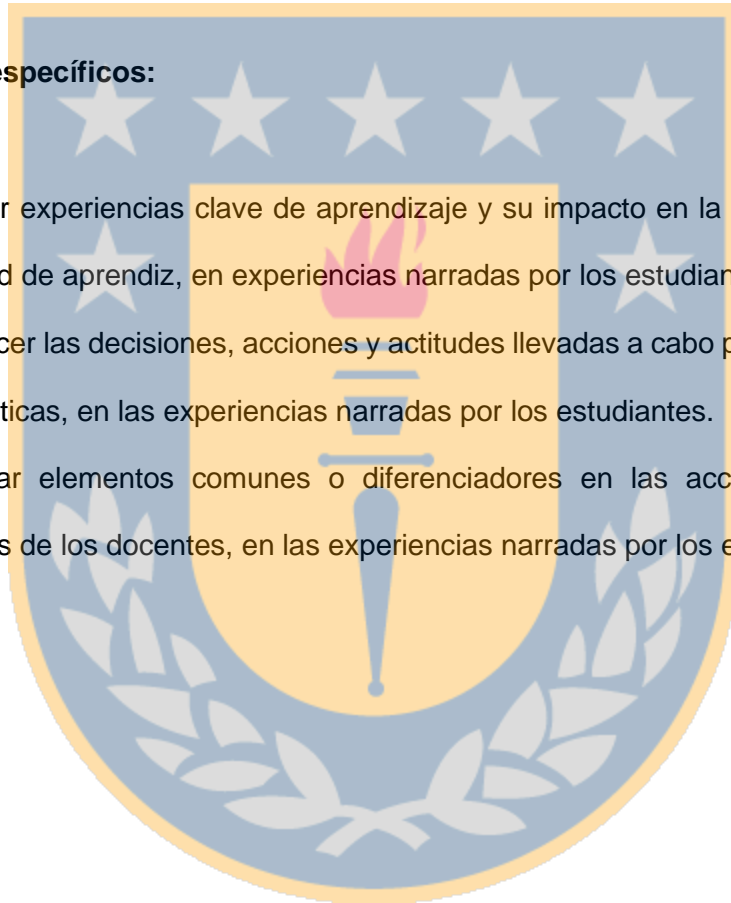 específicos:
r experiencias clave de aprendizaje y su impacto en la
d de aprendiz, en experiencias narradas por los estudian
cer las decisiones, acciones y actitudes llevadas a cabo p
ticas, en las experiencias narradas por los estudiantes.
ar elementos comunes o diferenciadores en las acc
s de los docentes, en las experiencias narradas por los e